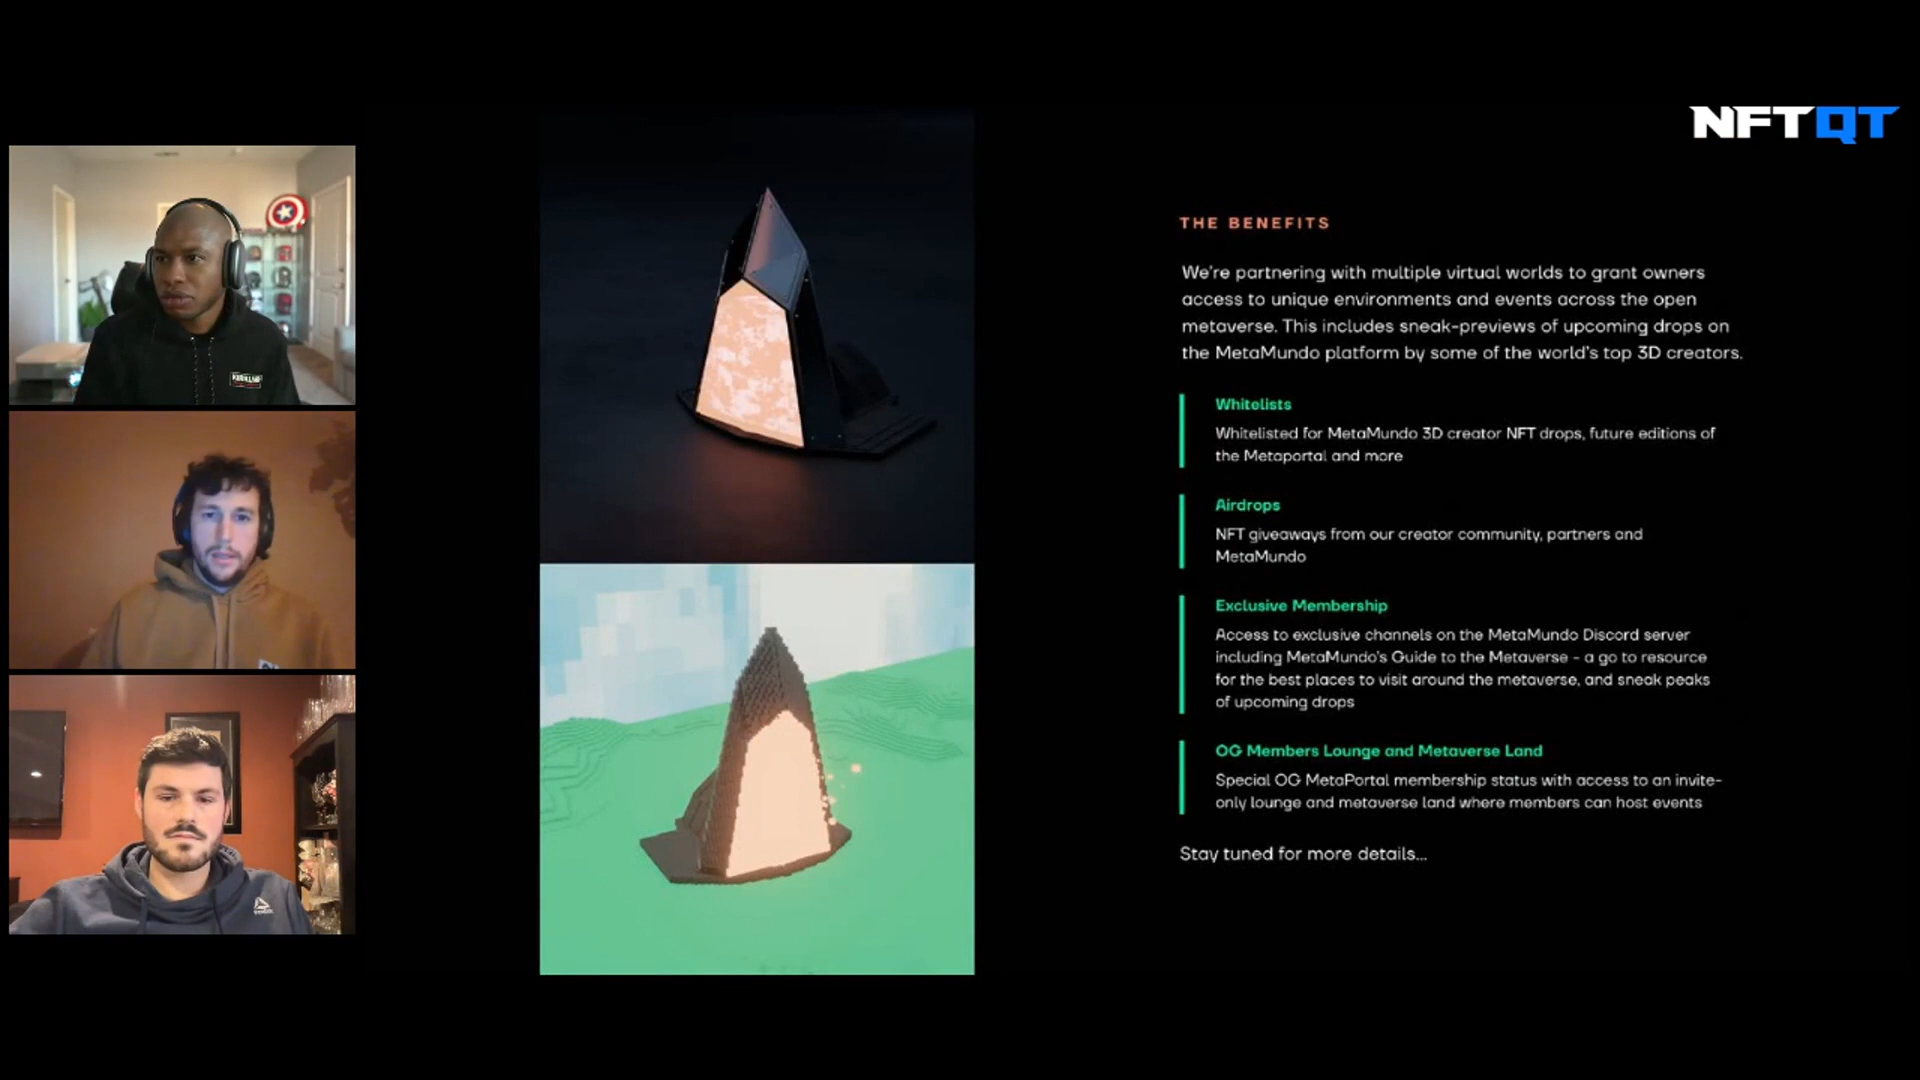 NFTQT
THE BENEFITS
We're partnering with multiple virtual worlds to grant owners
access to unique environments and events across the open
metaverse. This includes sneak-previews of upcoming drops on
the MetaMundo platform by some of the world's top 3D creators.
Whitelists
Whitelisted for MetaMundo 3D creator NFT drops, future editions of
the Metaportal and more
Airdrops
NFT giveaways from our creator community, partners and
MetaMundo
Exclusive Membership
Access to exclusive channels on the MetaMundo Discord server
including MetaMundo's Guide to the Metaverse - a go to resource
for the best places to visit around the metaverse, and sneak peaks
of upcoming drops
OG Members Lounge and Metaverse Land
Special OG MetaPortal membership status with access to an invite-
only lounge and metaverse land where members can host events
Stay tuned for more details...